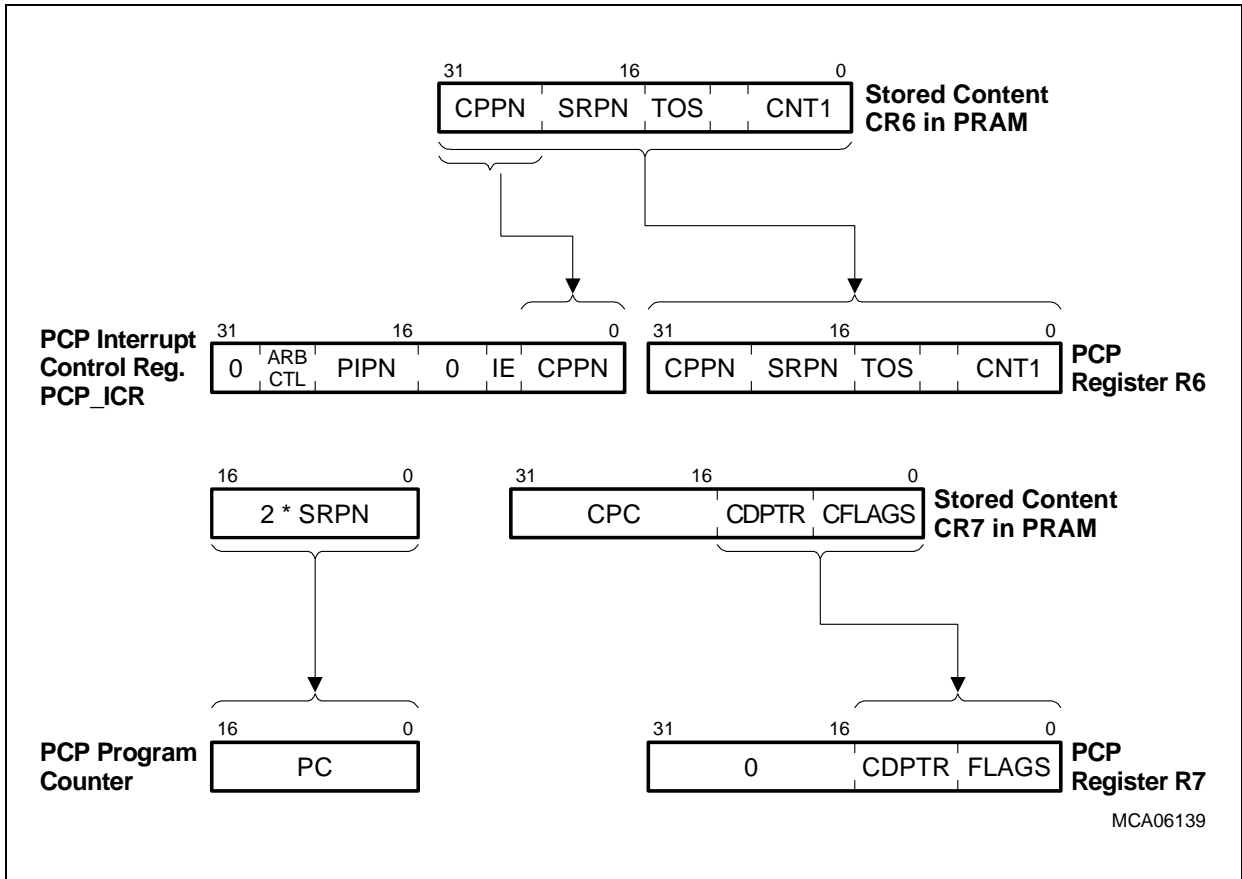 31 16 0
CPPN SRPN TOS CNT1
Stored Content
CR6 in PRAM
PCP Interrupt
Control Reg.
PCP_ICR
31 16 0
0 ARB CTL PIPN 0 IE CPPN
31 16 0
CPPN SRPN TOS CNT1
PCP
Register R6
16 0
2 * SRPN
31 16 0
CPC CDPTR CFLAGS
Stored Content
CR7 in PRAM
PCP Program
Counter
16 0
PC
31 16 0
0 CDPTR FLAGS
PCP
Register R7
MCA06139